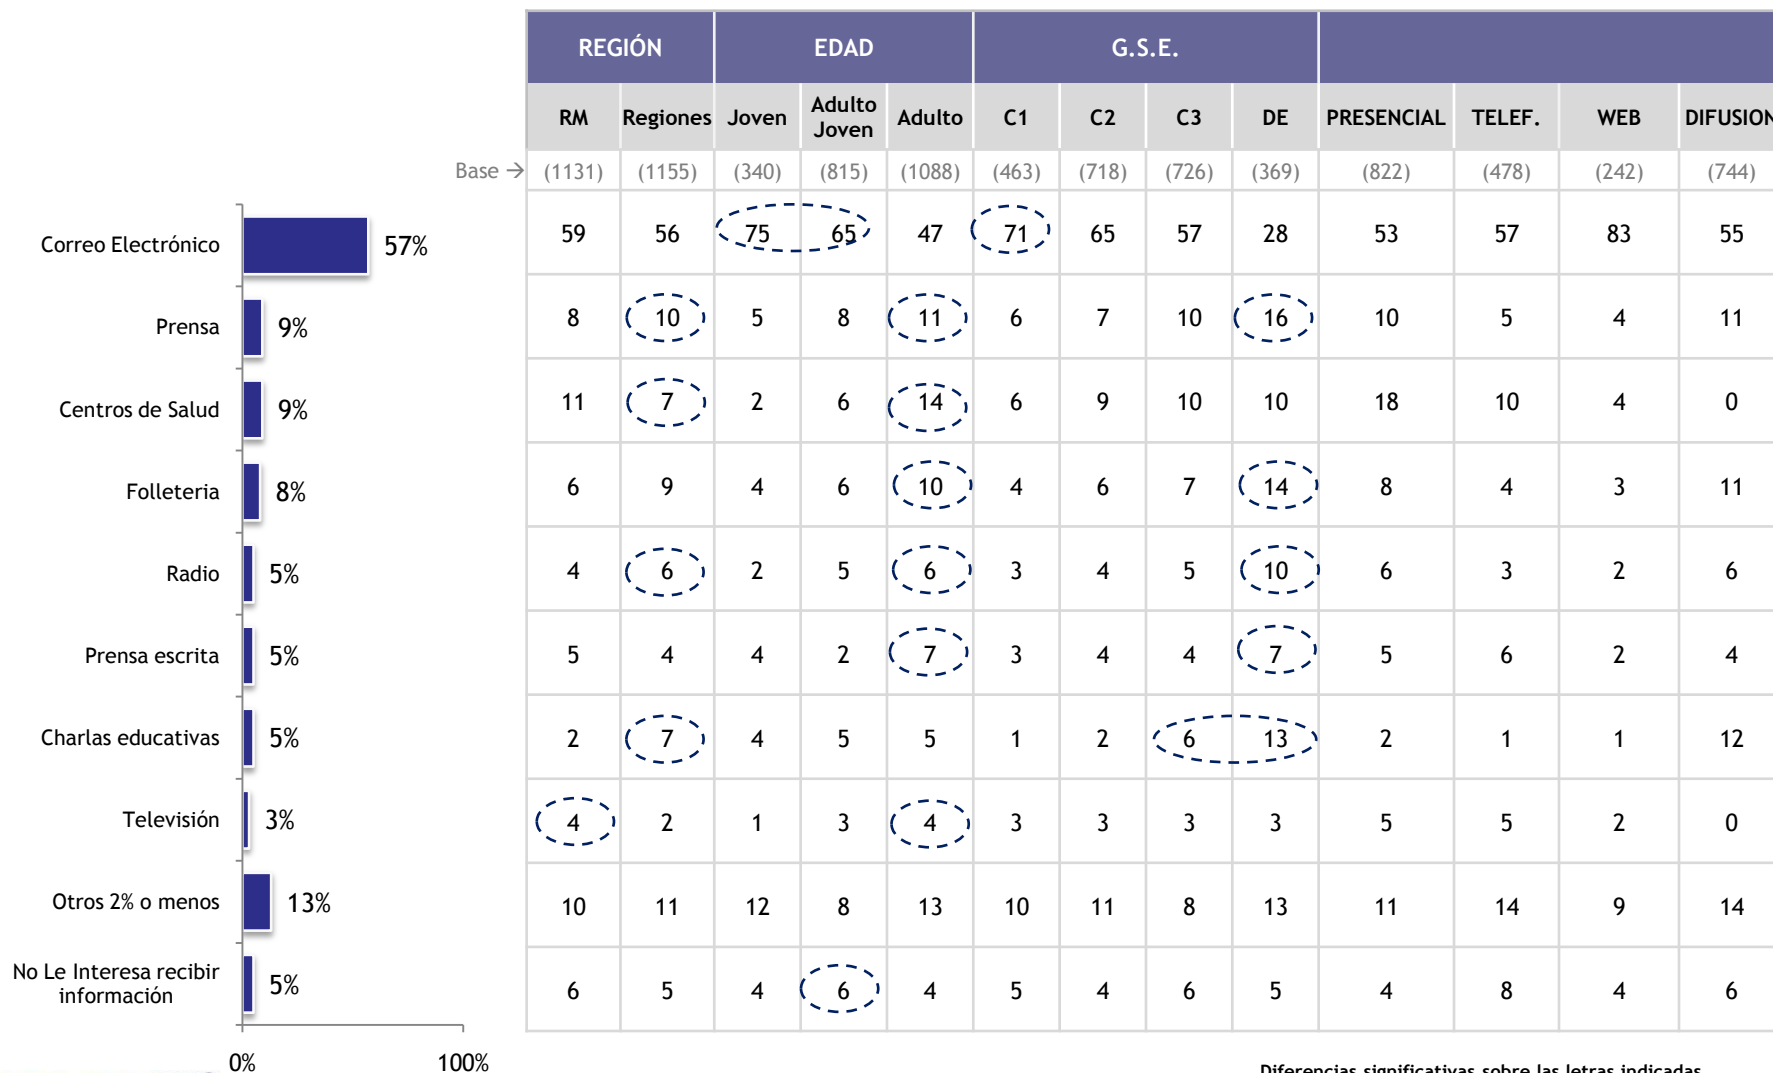 REGIÓN EDAD G.S.E.
RM Regiones Joven Adulto Joven Adulto C1 C2 C3 DE PRESENCIAL TELEF. WEB DIFUSION
Base → (1131) (1155) (340) (815) (1088) (463) (718) (726) (369) (822) (478) (242) (744)
Correo Electrónico 57% 59 56 75 65 47 71 65 57 28 53 57 83 55
Prensa 9% 8 10 5 8 11 6 7 10 16 10 5 4 11
Centros de Salud 9% 11 7 2 6 14 6 9 10 10 18 10 4 0
Folleteria 8% 6 9 4 6 10 4 6 7 14 8 4 3 11
Radio 5% 4 6 2 5 6 3 4 5 10 6 3 2 6
Prensa escrita 5% 5 4 4 2 7 3 4 4 7 5 6 2 4
Charlas educativas 5% 2 7 4 5 5 1 2 6 13 2 1 1 12
Televisión 3% 4 2 1 3 4 3 3 3 3 5 5 2 0
Otros 2% o menos 13% 10 11 12 8 13 10 11 8 13 11 14 9 14
No Le Interesa recibir
información 5% 6 5 4 6 4 5 4 6 5 4 8 4 6
0% 100%
Diferencias significativas sobre las letras indicadas